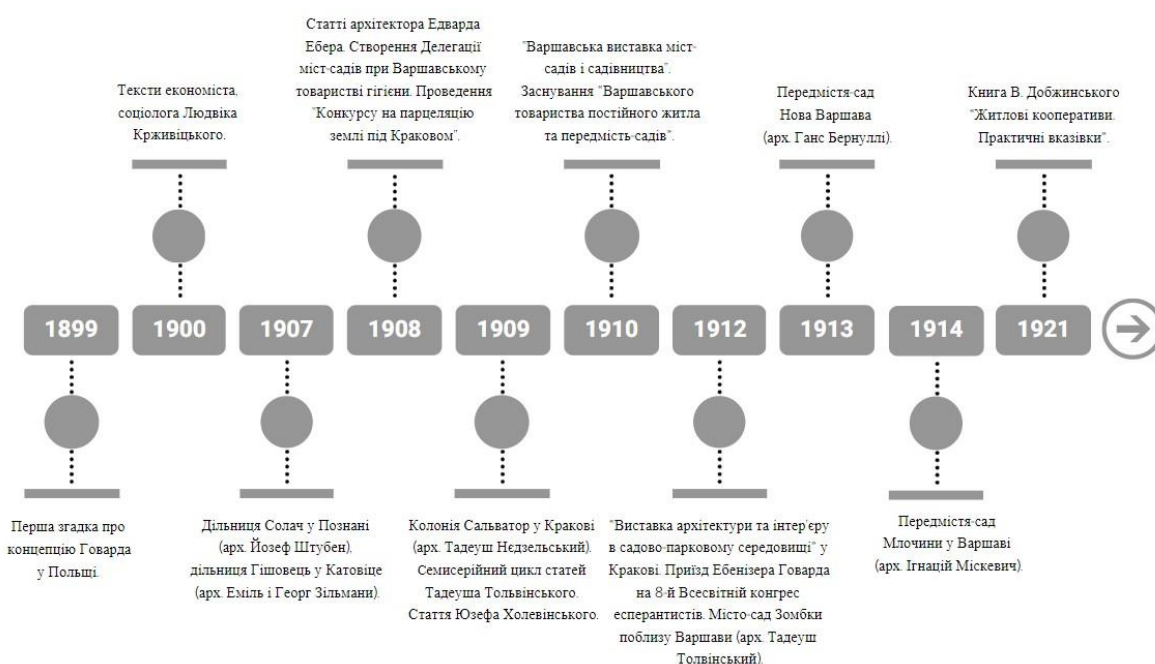 Статті архітектора Едварда
Ебера. Створення Делегації
міст-садів при Варшавському
товаристві гігієни. Проведення
"Конкурсу на парцеляцію
землі під Краковом".
"Варшавська виставка міст-
садів і садівництва".
Заснування "Варшавського
товариства постійного житла
та передмість-садів".
Тексти економіста,
соціолога Людвіка
Крживіцького.
Передмістя-сад
Нова Варшава
(арх. Ганс Бернуллі).
Книга В. Добжинського
"Житлові кооперативи.
Практичні вказівки".
1899
1900
1907
1908
1909
1910
1912
1913
1914
1921
Перша згадка про
концепцію Говарда
у Польщі.
Дільниця Солач у Познані
(арх. Йозеф Штубен),
дільниця Гішовець у Катовіце
(арх. Еміль і Георг Зільмани).
Колонія Сальватор у Кракові
(арх. Тадеуш Нєдзельський).
Семисерійний цикл статей
Тадеуша Тольвінського.
Стаття Юзефа Холевінського.
"Виставка архітектури та інтер'єру
в садово-парковому середовищі" у
Кракові. Приїзд Ебенізера Говарда
на 8-й Всесвітній конгрес
есперантистів. Місто-сад Зомбки
поблизу Варшави (арх. Тадеуш
Толвінський).
Передмістя-сад
Млочини у Варшаві
(арх. Ігнацій Міскевич).